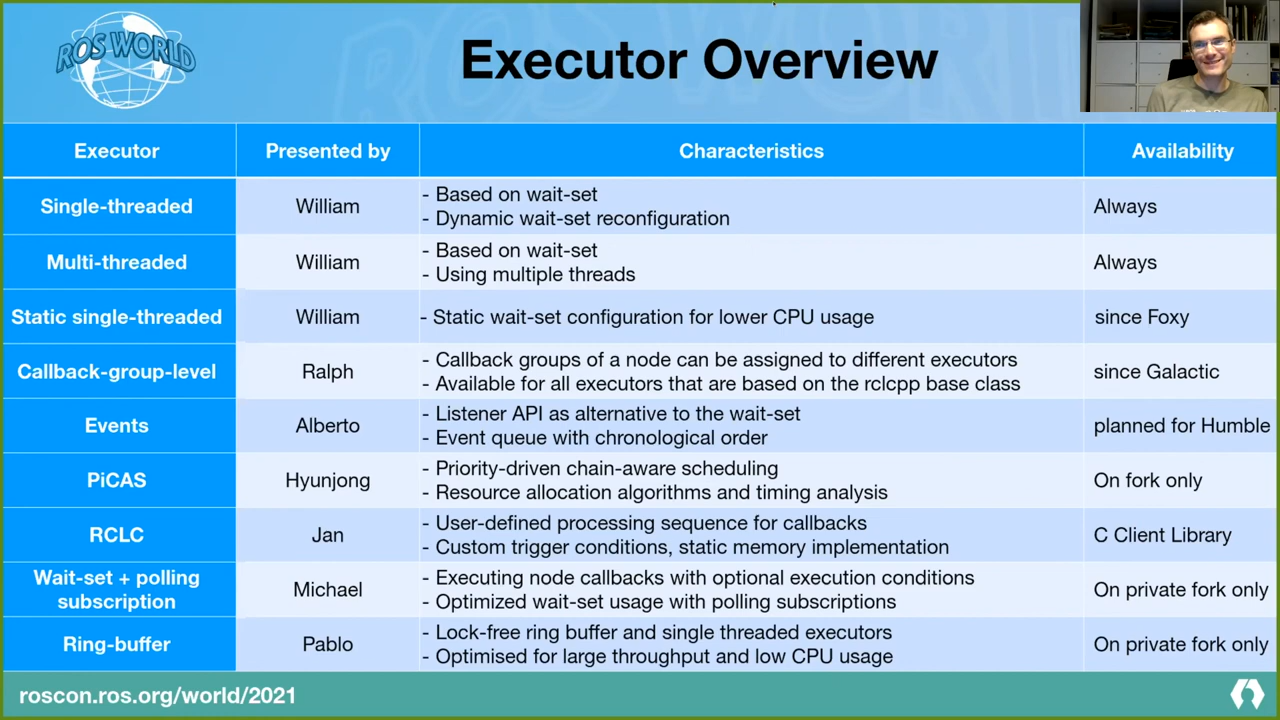 ROS WORLD
Executor Overview
Executor
Presented by
Characteristics
Availability
Single-threaded
William
- Based on wait-set
- Dynamic wait-set reconfiguration
Always
Multi-threaded
William
- Based on wait-set
- Using multiple threads
Always
Static single-threaded
William
- Static wait-set configuration for lower CPU usage
since Foxy
Callback-group-level
Ralph
- Callback groups of a node can be assigned to different executors
- Available for all executors that are based on the rclcpp base class
since Galactic
Events
Alberto
- Listener API as alternative to the wait-set
- Event queue with chronological order
planned for Humble
PiCAS
Hyunjong
- Priority-driven chain-aware scheduling
- Resource allocation algorithms and timing analysis
On fork only
RCLC
Jan
- User-defined processing sequence for callbacks
- Custom trigger conditions, static memory implementation
C Client Library
Wait-set + polling
subscription
Michael
- Executing node callbacks with optional execution conditions
- Optimized wait-set usage with polling subscriptions
On private fork only
Ring-buffer
Pablo
- Lock-free ring buffer and single threaded executors
- Optimised for large throughput and low CPU usage
On private fork only
roscon.ros.org/world/2021